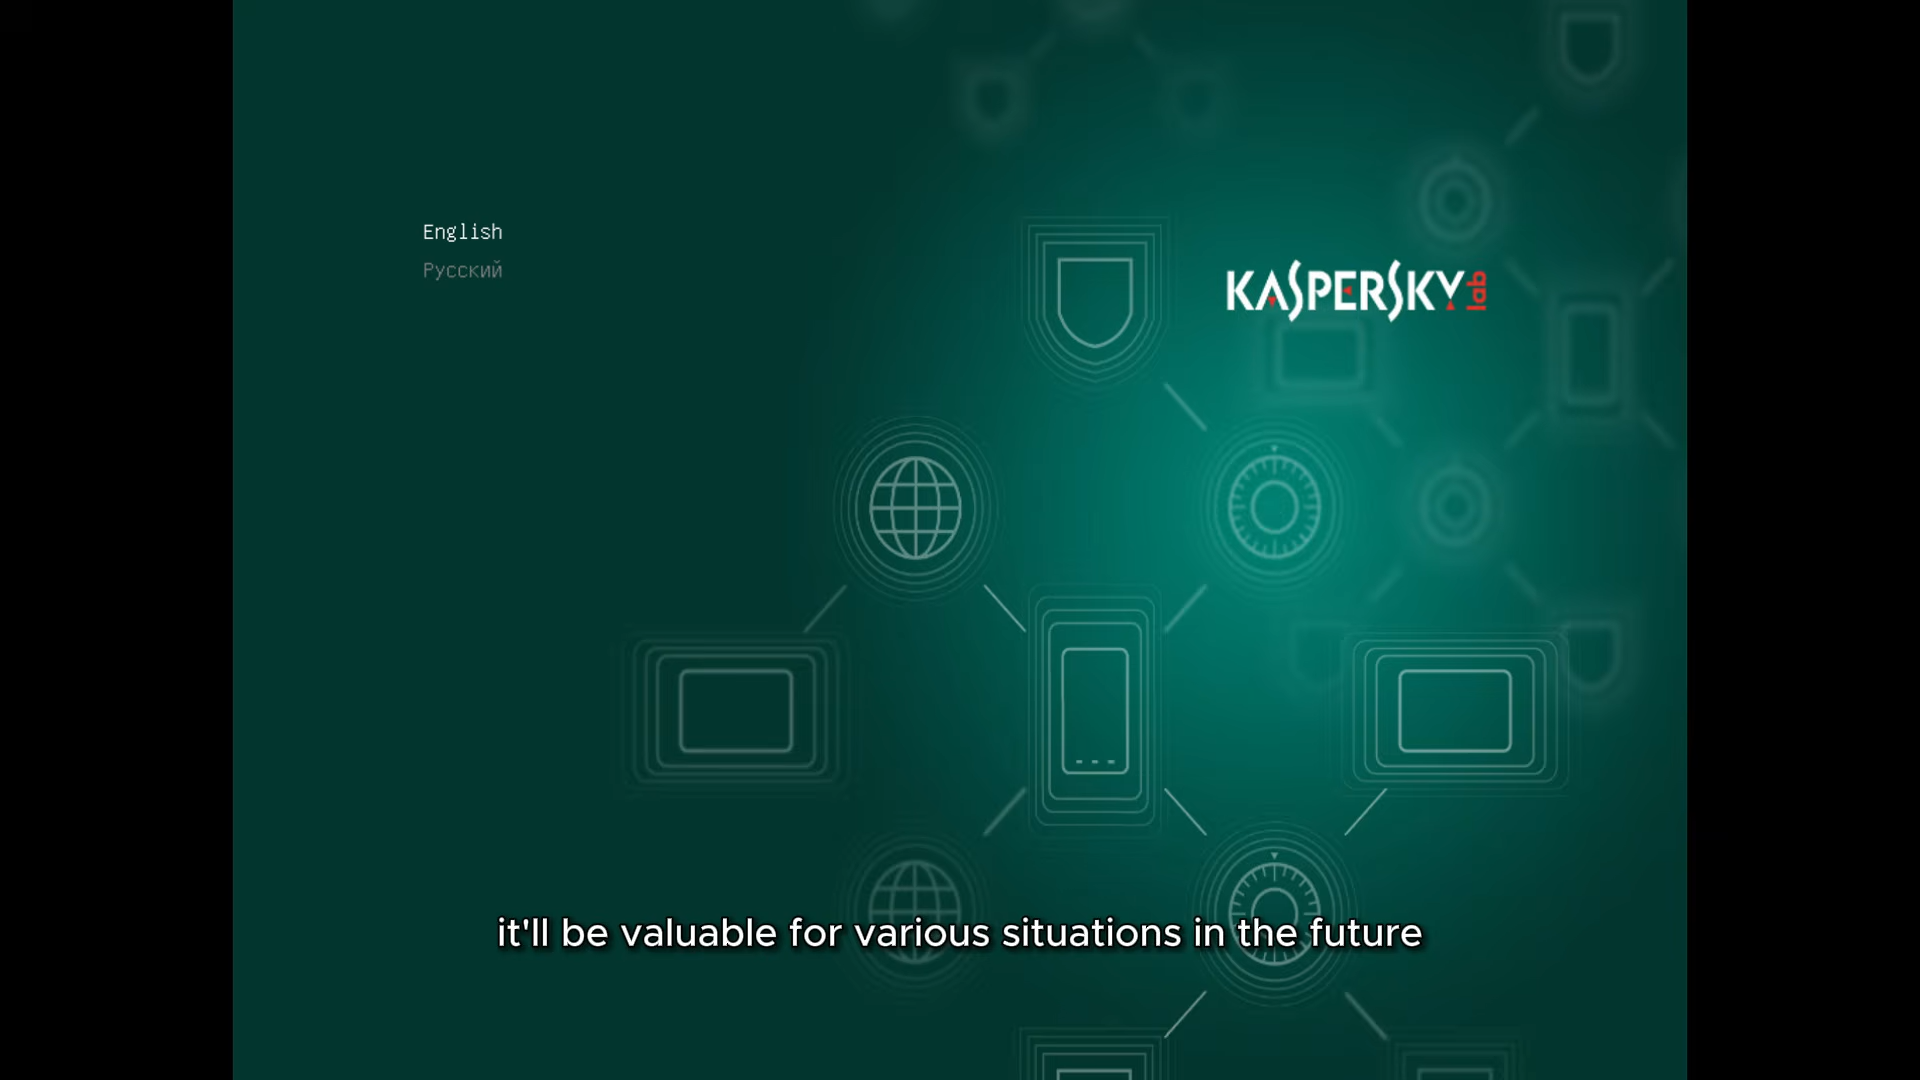 English
Русский
KASPERSKY lab
it'll be valuable for various situations in the future